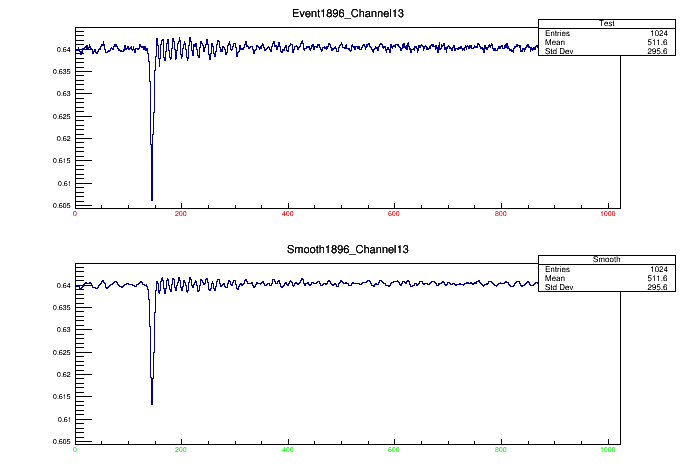 Event1896_Channel13
Test
Entries 1024
Mean 511.6
Std Dev 295.6
0.64
0.635
0.63
0.625
0.62
0.615
0.61
0.605
0 200 400 600 800 1000
Smooth1896_Channel13
Smooth
Entries 1024
Mean 511.6
Std Dev 295.6
0.64
0.635
0.63
0.625
0.62
0.615
0.61
0.605
0 200 400 600 800 1000